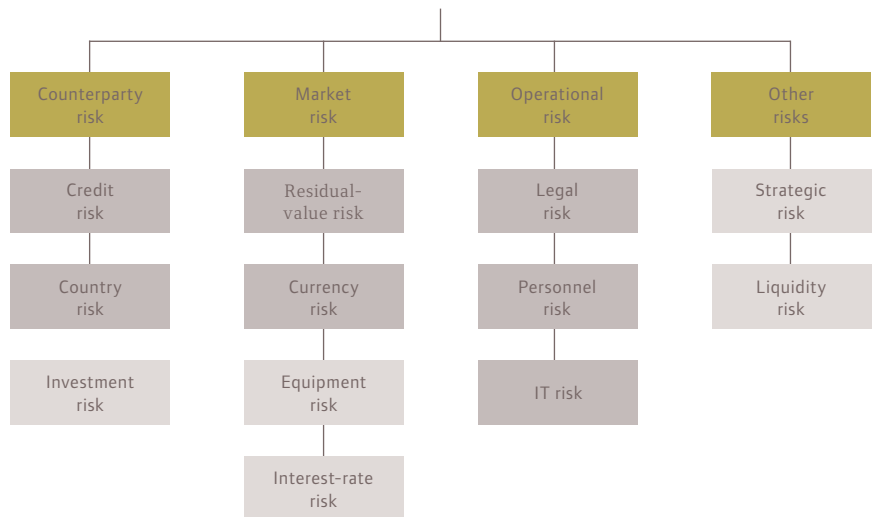 Counterparty
risk
Market
risk
Operational
risk
Other
risks
Credit
risk
Residual-
value risk
Legal
risk
Strategic
risk
Country
risk
Currency
risk
Personnel
risk
Liquidity
risk
Investment
risk
Equipment
risk
IT risk
Interest-rate
risk